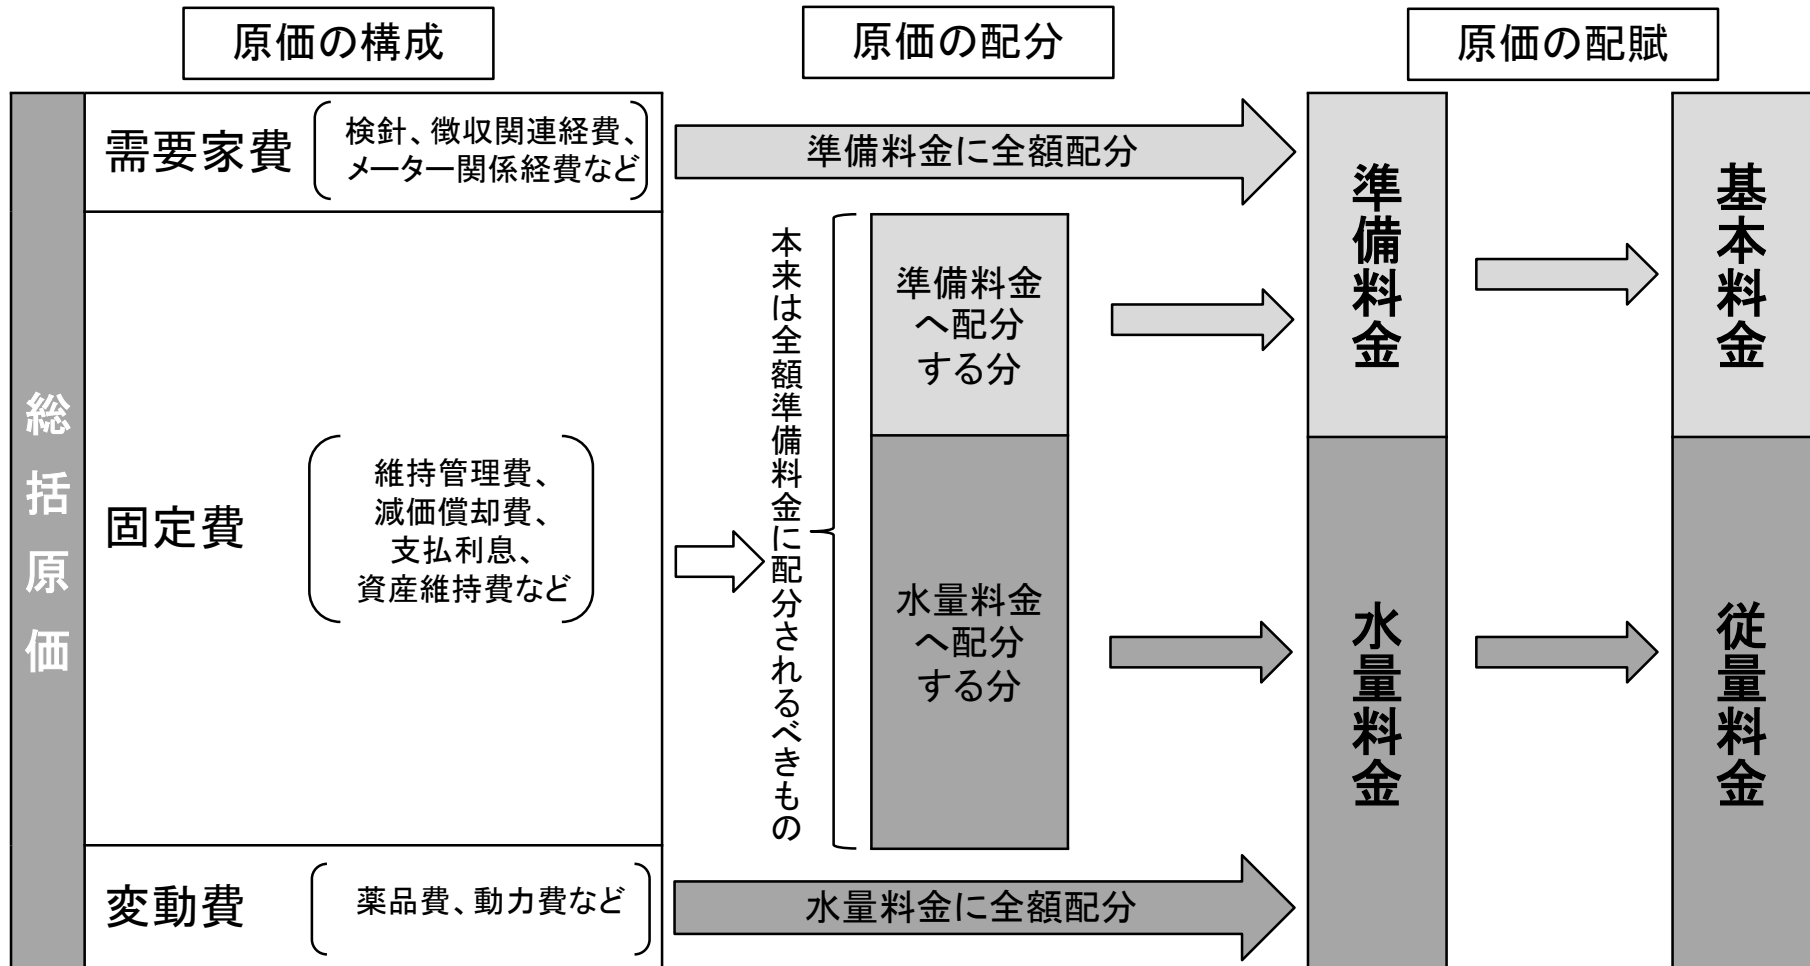 原価の構成
原価の配分
原価の配賦
総括原価
需要家費
検針、徴収関連経費、
メーター関係経費など
準備料金に全額配分
固定費
維持管理費、
減価償却費、
支払利息、
資産維持費など
本来は全額準備料金に配分されるべきもの
準備料金
へ配分
する分
水量料金
へ配分
する分
変動費
薬品費、動力費など
水量料金に全額配分
準備料金
水量料金
基本料金
従量料金